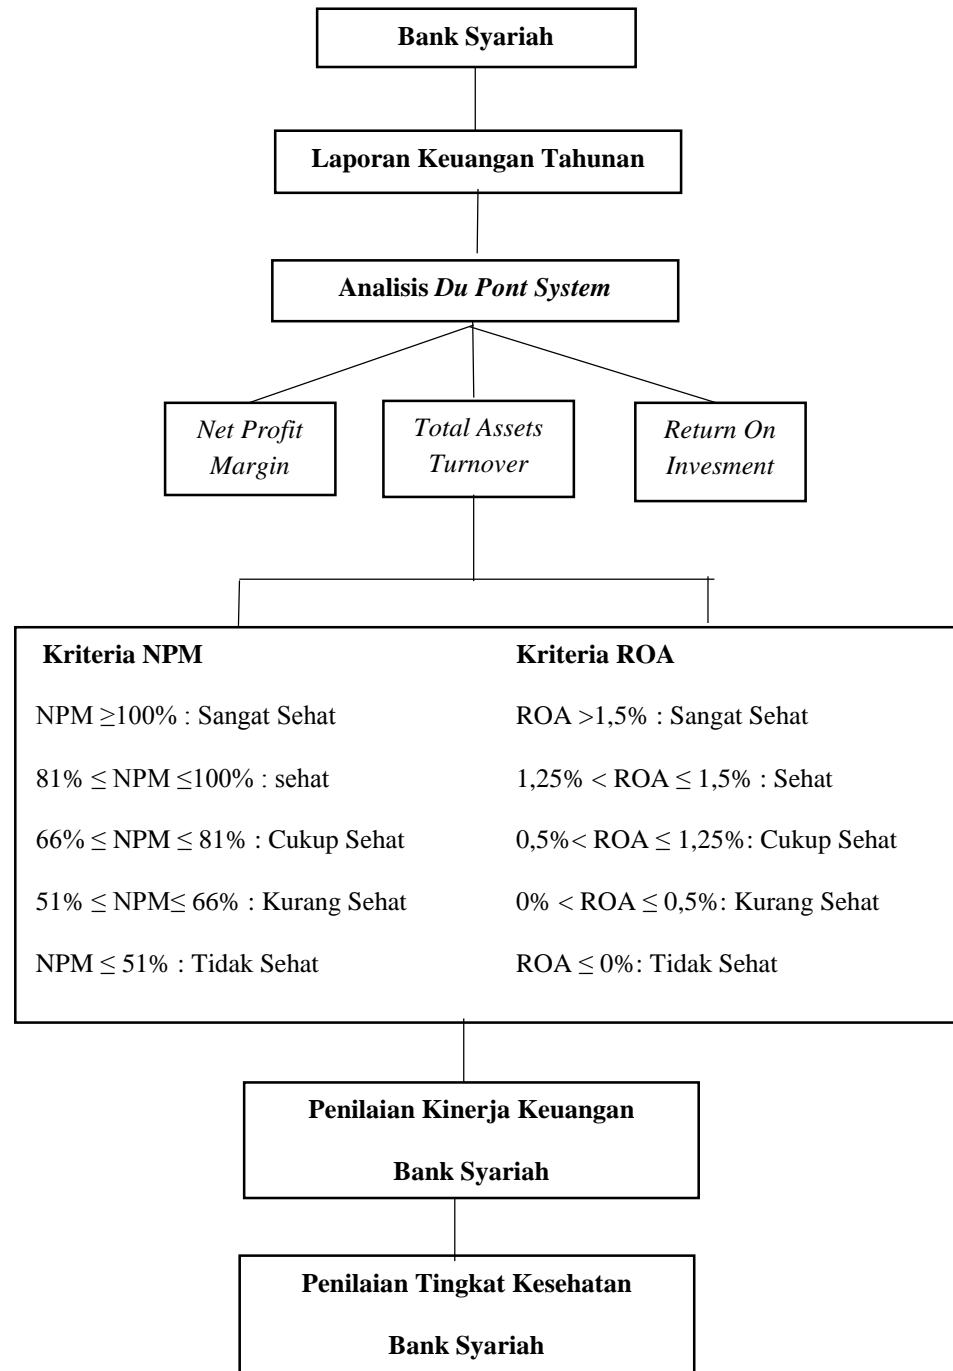 Bank Syariah
Laporan Keuangan Tahunan
Analisis Du Pont System
Net Profit
Margin
Total Assets
Turnover
Return On
Invesment
Kriteria NPM
NPM ≥100% : Sangat Sehat
81% ≤ NPM ≤100% : sehat
66% ≤ NPM ≤ 81% : Cukup Sehat
51% ≤ NPM≤ 66% : Kurang Sehat
NPM ≤ 51% : Tidak Sehat
Kriteria ROA
ROA >1,5% : Sangat Sehat
1,25% < ROA ≤ 1,5% : Sehat
0,5%< ROA ≤ 1,25%: Cukup Sehat
0% < ROA ≤ 0,5%: Kurang Sehat
ROA ≤ 0%: Tidak Sehat
Penilaian Kinerja Keuangan
Bank Syariah
Penilaian Tingkat Kesehatan
Bank Syariah